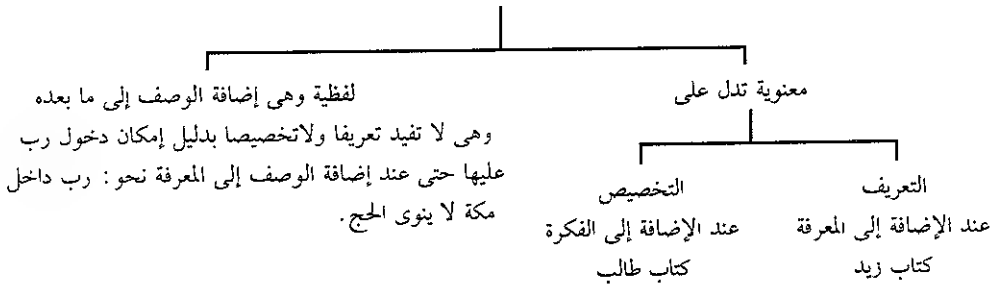 معنوية تدل على
التعريف
عند الإضافة إلى المعرفة
كتاب زيد
التخصيص
عند الإضافة إلى الفكرة
كتاب طالب
لفظية وهى إضافة الوصف إلى ما بعده
وهى لا تفيد تعريفا ولاتخصيصا بدليل إمكان دخول رب
عليها حتى عند إضافة الوصف إلى المعرفة نحو : رب داخل
مكة لا ينوى الحج .